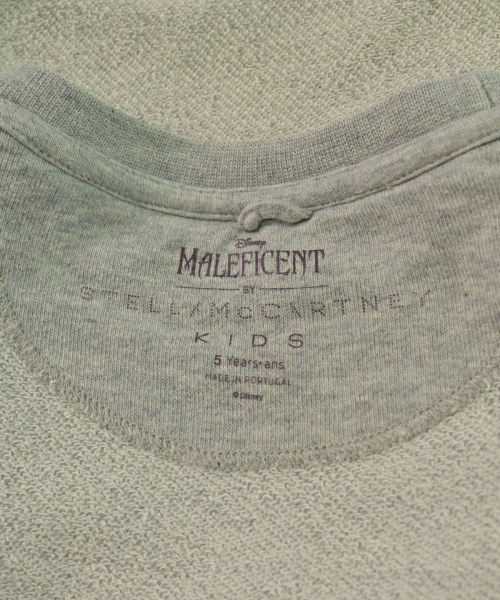 Disney
MALEFICENT
BY
STELLA McCARTNEY
KIDS
5 Years-ans
MADE IN PORTUGAL
© Disney